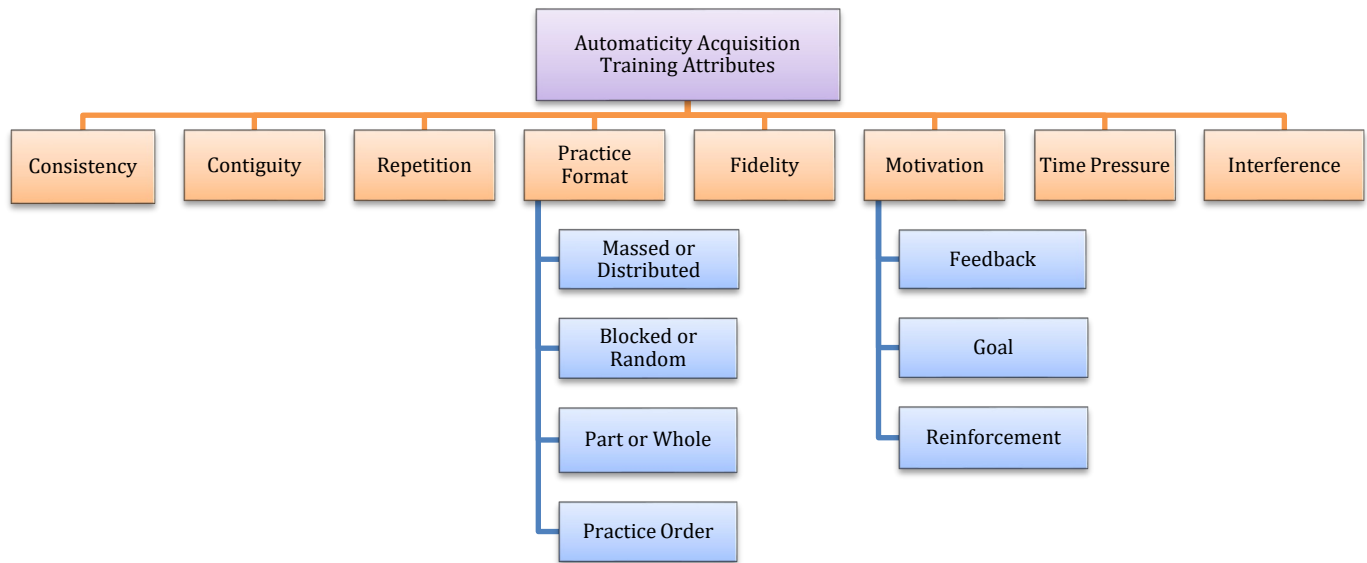 Automaticity Acquisition
Training Attributes
Consistency
Contiguity
Repetition
Practice
Format
Fidelity
Motivation
Time Pressure
Interference
Massed or
Distributed
Blocked or
Random
Part or Whole
Practice Order
Feedback
Goal
Reinforcement